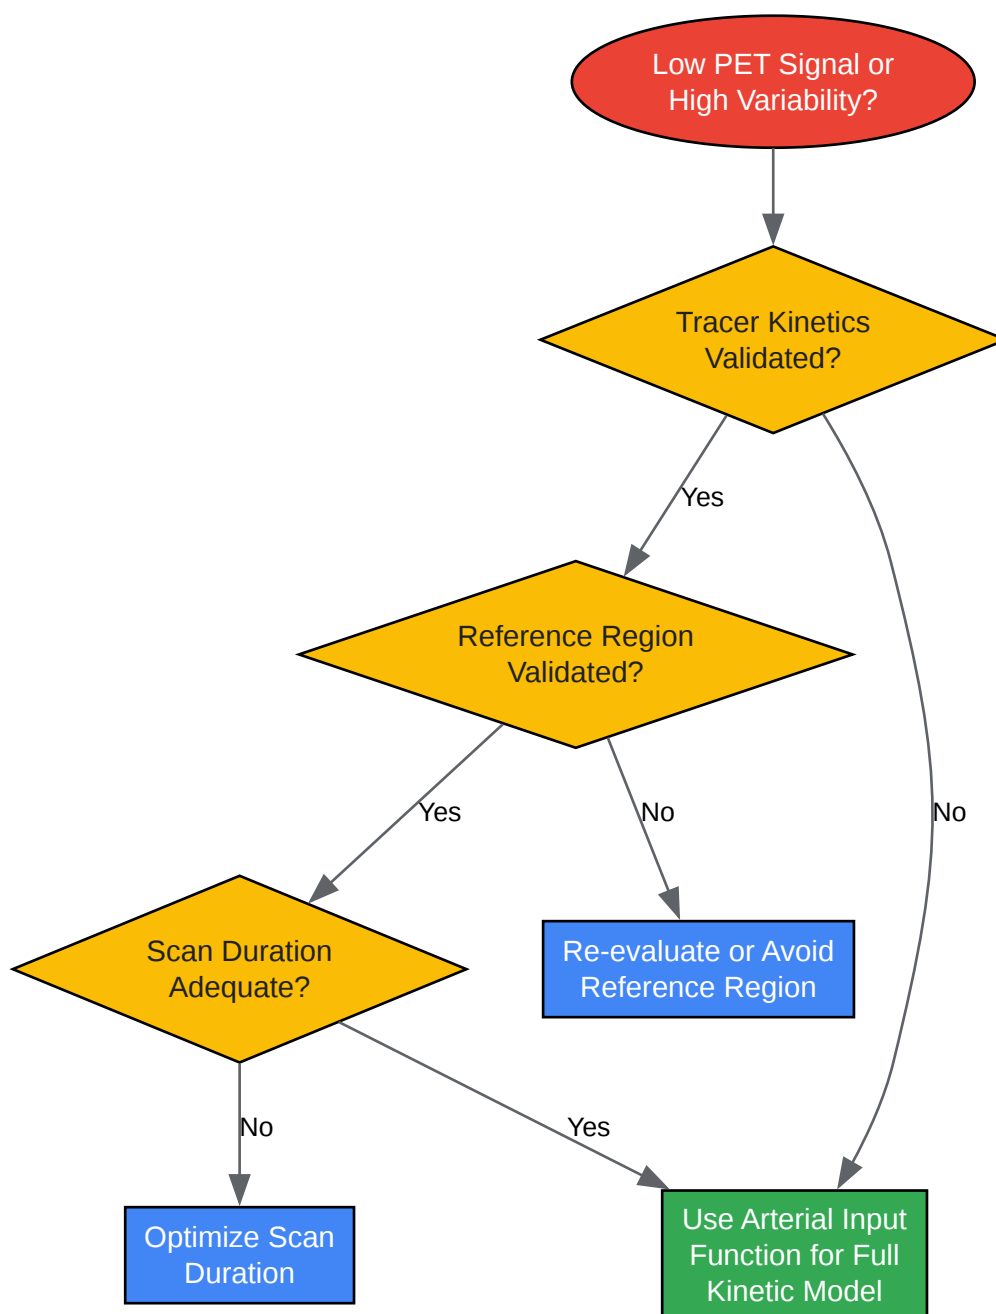 Low PET Signal or
High Variability?
Tracer Kinetics
Validated?
Yes
Reference Region
Validated?
Yes
No
No
Scan Duration
Adequate?
Re-evaluate or Avoid
Reference Region
No
Yes
Optimize Scan
Duration
Use Arterial Input
Function for Full
Kinetic Model